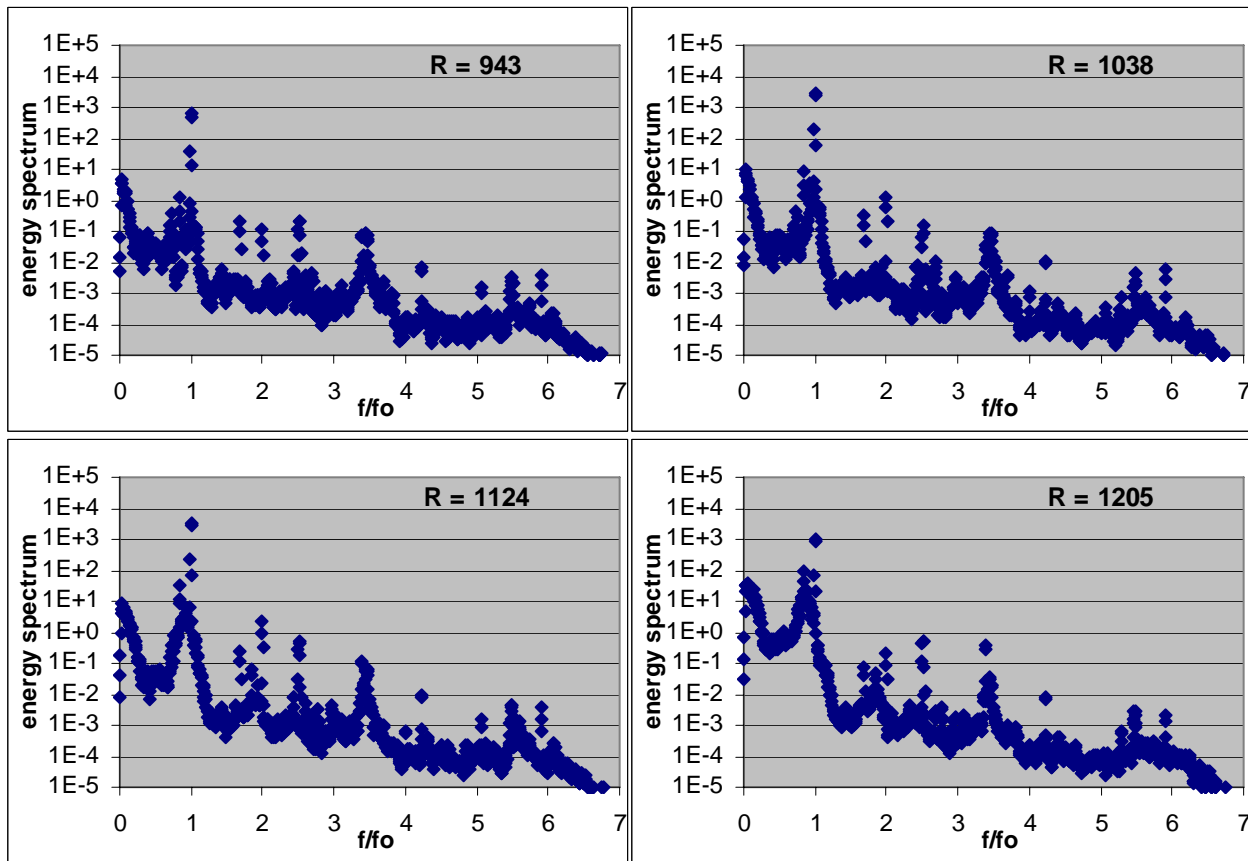 R = 943
energy spectrum
1E+5
1E+4
1E+3
1E+2
1E+1
1E+0
1E-1
1E-2
1E-3
1E-4
1E-5
0 1 2 3 4 5 6 7
f/fo
R = 1038
energy spectrum
1E+5
1E+4
1E+3
1E+2
1E+1
1E+0
1E-1
1E-2
1E-3
1E-4
1E-5
0 1 2 3 4 5 6 7
f/fo
R = 1124
energy spectrum
1E+5
1E+4
1E+3
1E+2
1E+1
1E+0
1E-1
1E-2
1E-3
1E-4
1E-5
0 1 2 3 4 5 6 7
f/fo
R = 1205
energy spectrum
1E+5
1E+4
1E+3
1E+2
1E+1
1E+0
1E-1
1E-2
1E-3
1E-4
1E-5
0 1 2 3 4 5 6 7
f/fo